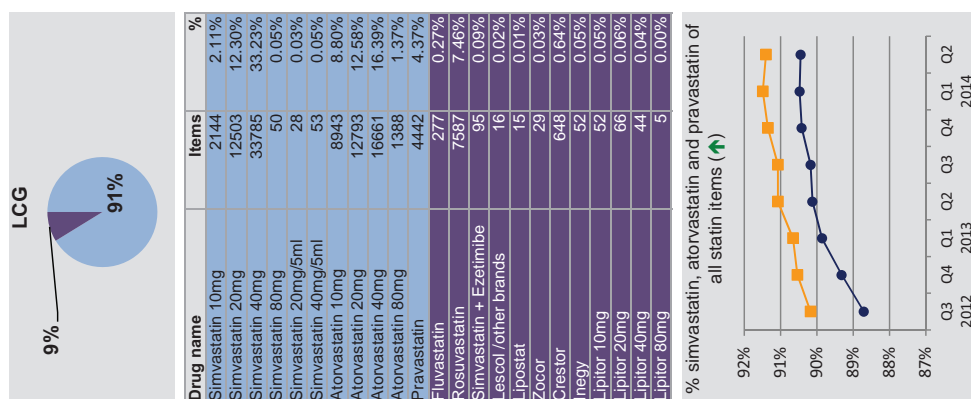 LCG
9%
91%
Drug name Items %
Simvastatin 10mg 2144 2.11%
Simvastatin 20mg 12503 12.30%
Simvastatin 40mg 33785 33.23%
Simvastatin 80mg 50 0.05%
Simvastatin 20mg/5ml 28 0.03%
Simvastatin 40mg/5ml 53 0.05%
Atorvastatin 10mg 8943 8.80%
Atorvastatin 20mg 12793 12.58%
Atorvastatin 40mg 16661 16.39%
Atorvastatin 80mg 1388 1.37%
Pravastatin 4442 4.37%
Fluvastatin 277 0.27%
Rosuvastatin 7587 7.46%
Simvastatin + Ezetimibe 95 0.09%
Lescol /other brands 16 0.02%
Lipostat 15 0.01%
Zocor 29 0.03%
Crestor 648 0.64%
Inegy 52 0.05%
Lipitor 10mg 52 0.05%
Lipitor 20mg 66 0.06%
Lipitor 40mg 44 0.04%
Lipitor 80mg 5 0.00%
% simvastatin, atorvastatin and pravastatin of
all statin items (↑)
92%
91%
90%
89%
88%
87%
Q3 Q4 Q1 Q2 Q3 Q4 Q1 Q2
2012 2013 2014